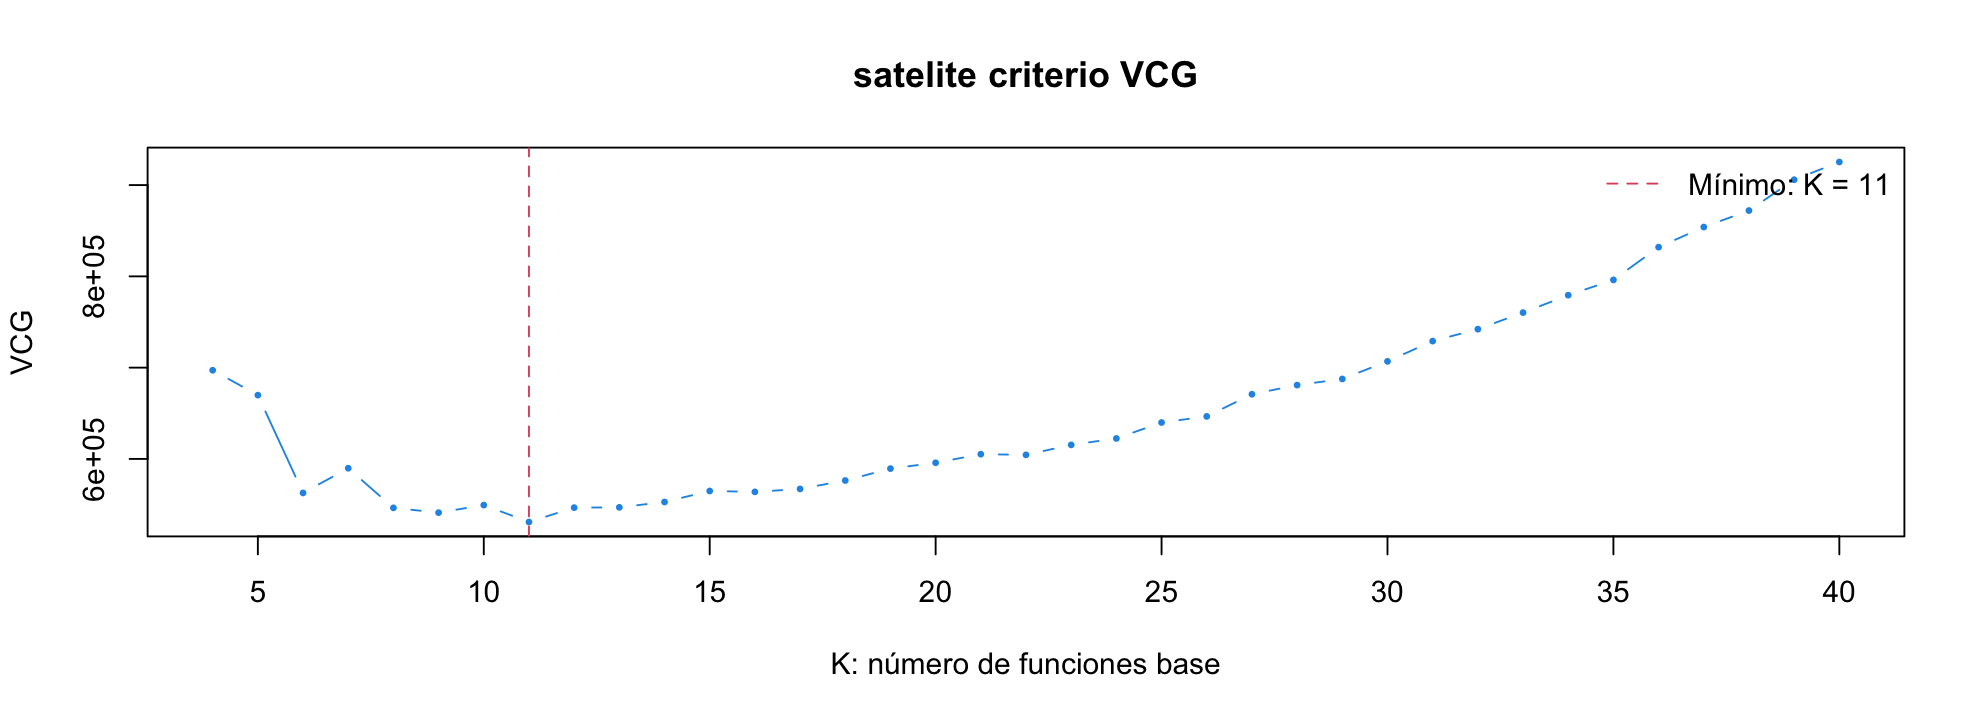 satelite criterio VCG
Mínimo: K = 11
VCG
8e+05
6e+05
5 10 15 20 25 30 35 40
K: número de funciones base